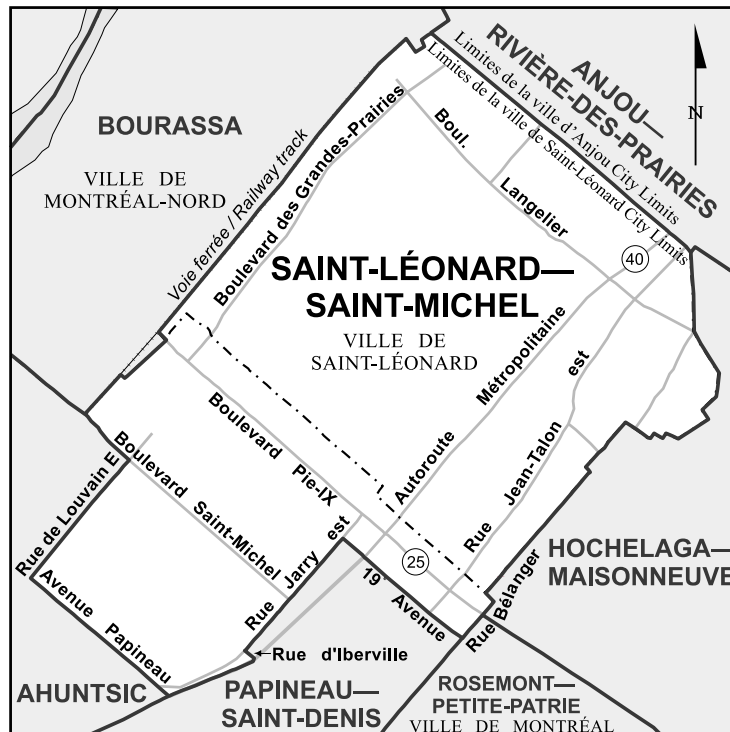 ANJOU—
RIVIÈRE-DES-PRAIRIES
Limites de la ville d'Anjou City Limits
Limites de la ville de Saint-Léonard City Limits
N
BOURASSA
VILLE DE
MONTRÉAL-NORD
Voie ferrée / Railway track
Boulevard des Grandes-Prairies
Boul.
Langelier
40
SAINT-LÉONARD—
SAINT-MICHEL
VILLE DE
SAINT-LÉONARD
Autoroute Métropolitaine
Rue Jean-Talon est
Boulevard Pie-IX
Boulevard Saint-Michel
Rue de Louvain E
Rue Jarry est
25
19 Avenue
Rue Bélanger
HOCHELAGA—
MAISONNEUVE
Avenue Papineau
Rue d'Iberville
AHUNTSIC
PAPINEAU—
SAINT-DENIS
ROSEMONT—
PETITE-PATRIE
VILLE DE MONTRÉAL